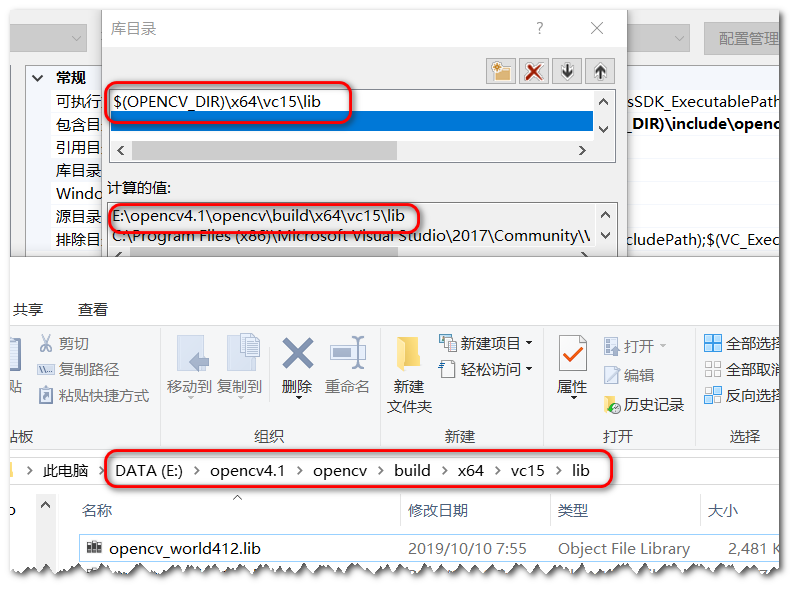 库目录
配置管理
常规
$(OPENCV_DIR)\x64\vc15\lib
可执行
sSDK_ExecutablePath
包含目
_DIR)\include\openc
引用目
库目录
计算的值:
Windo
源目录
E:\opencv4.1\opencv\build\x64\vc15\lib
排除目
C:\Program Files (x86)\Microsoft Visual Studio\2017\Community\\
cludePath);$(VC_Exec
共享 查看
剪切
复制路径
粘贴快捷方式
贴
贴板
移动到 复制到 删除 重命名
组织
新建
文件夹
新建项目
轻松访问
新建
属性
打开
编辑
历史记录
打开
全部选择
全部取消
反向选择
选择
此电脑 DATA (E:) opencv4.1 opencv build x64 vc15 lib
名称 修改日期 类型 大小
opencv_world412.lib 2019/10/10 7:55 Object File Library 2,481 K